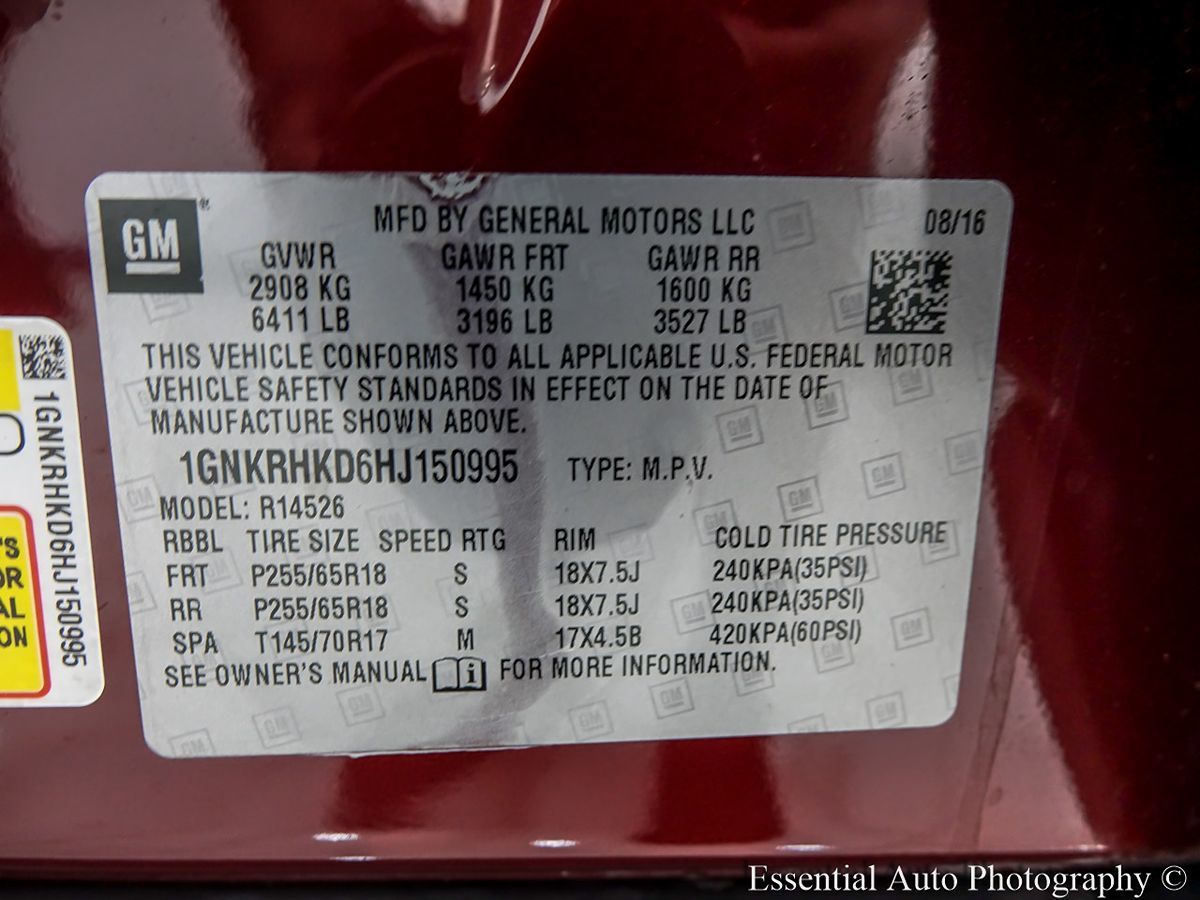 GM®
MFD BY GENERAL MOTORS LLC 08/16
GVWR GAWR FRT GAWR RR
2908 KG 1450 KG 1600 KG
6411 LB 3196 LB 3527 LB
THIS VEHICLE CONFORMS TO ALL APPLICABLE U.S. FEDERAL MOTOR
VEHICLE SAFETY STANDARDS IN EFFECT ON THE DATE OF
MANUFACTURE SHOWN ABOVE.
1GNKRHKD6HJ150995 TYPE: M.P.V.
MODEL: R14526
RBBL TIRE SIZE SPEED RTG RIM COLD TIRE PRESSURE
FRT P255/65R18 S 18X7.5J 240KPA(35PSI)
RR P255/65R18 S 18X7.5J 240KPA(35PSI)
SPA T145/70R17 M 17X4.5B 420KPA(60PSI)
SEE OWNER'S MANUAL i FOR MORE INFORMATION.
1GNKRHKD6HJ150995
Essential Auto Photography ©